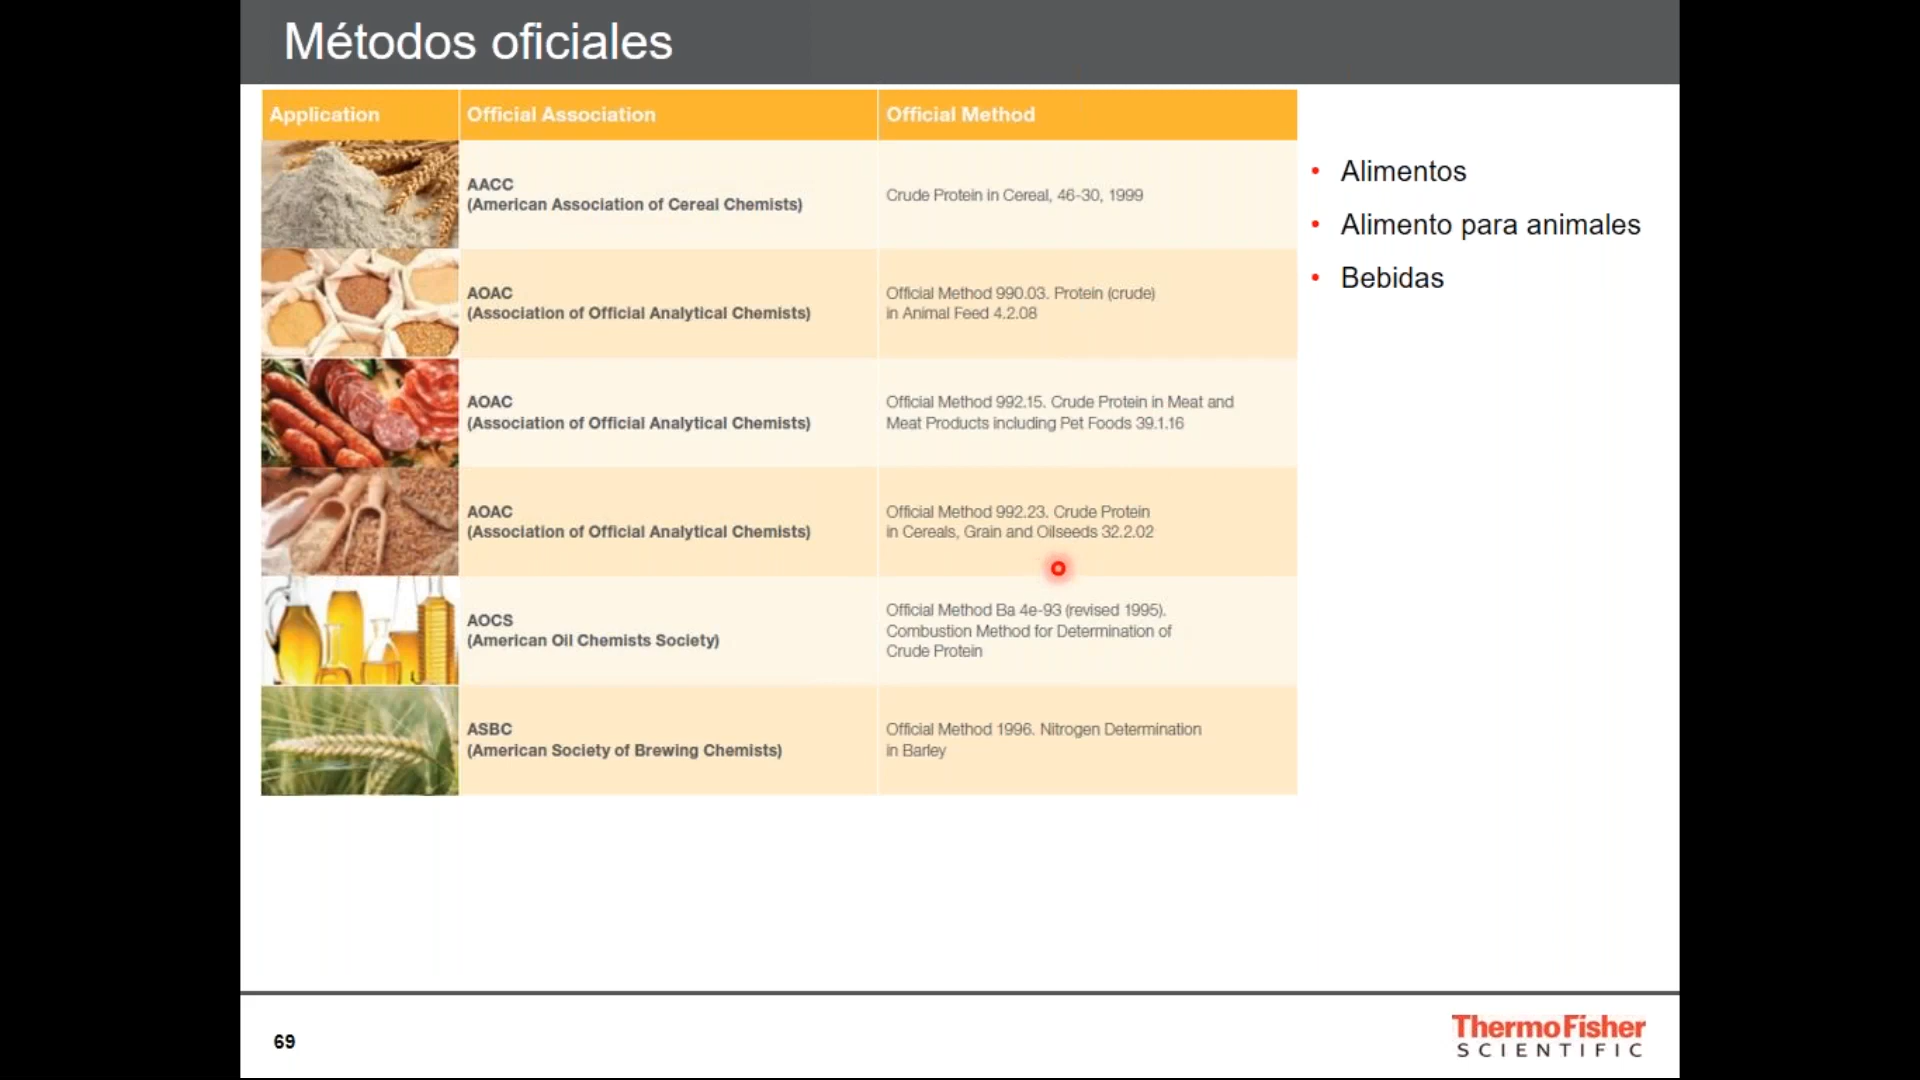 Métodos oficiales
Application
Official Association
Official Method
AACC
(American Association of Cereal Chemists)
Crude Protein in Cereal, 46-30, 1999
AOAC
(Association of Official Analytical Chemists)
Official Method 990.03. Protein (crude)
in Animal Feed 4.2.08
AOAC
(Association of Official Analytical Chemists)
Official Method 992.15. Crude Protein in Meat and
Meat Products including Pet Foods 39.1.16
AOAC
(Association of Official Analytical Chemists)
Official Method 992.23. Crude Protein
in Cereals, Grain and Oilseeds 32.2.02
AOCS
(American Oil Chemists Society)
Official Method Ba 4e-93 (revised 1995).
Combustion Method for Determination of
Crude Protein
ASBC
(American Society of Brewing Chemists)
Official Method 1996. Nitrogen Determination
in Barley
• Alimentos
• Alimento para animales
• Bebidas
69
ThermoFisher
SCIENTIFIC